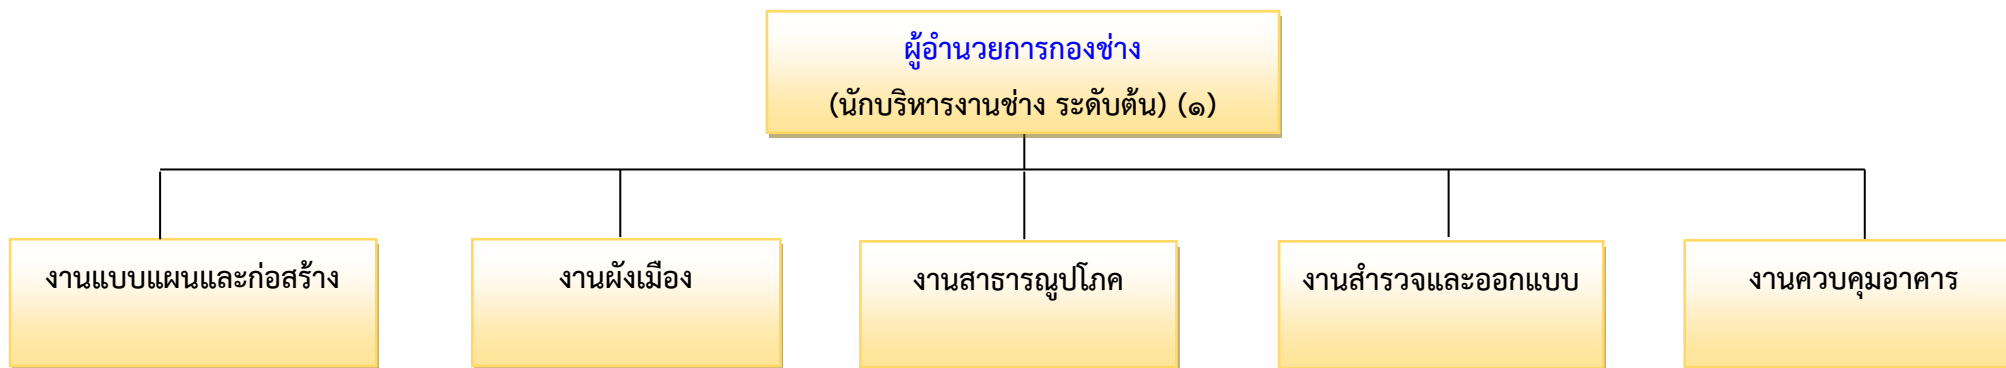 ผู้อำนวยการกองช่าง
(นักบริหารงานช่าง ระดับต้น) (๑)
งานแบบแผนและก่อสร้าง
งานผังเมือง
งานสาธารณูปโภค
งานสำรวจและออกแบบ
งานควบคุมอาคาร